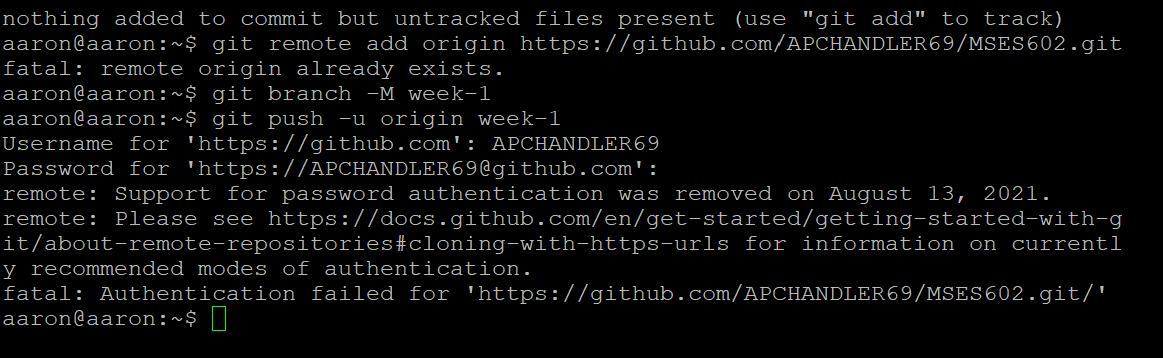 nothing added to commit but untracked files present (use "git add" to track)
aaron@aaron:~$ git remote add origin https://github.com/APCHANDLER69/MSES602.git
fatal: remote origin already exists.
aaron@aaron:~$ git branch -M week-1
aaron@aaron:~$ git push -u origin week-1
Username for 'https://github.com': APCHANDLER69
Password for 'https://APCHANDLER69@github.com':
remote: Support for password authentication was removed on August 13, 2021.
remote: Please see https://docs.github.com/en/get-started/getting-started-with-g
it/about-remote-repositories#cloning-with-https-urls for information on currentl
y recommended modes of authentication.
fatal: Authentication failed for 'https://github.com/APCHANDLER69/MSES602.git/'
aaron@aaron:~$